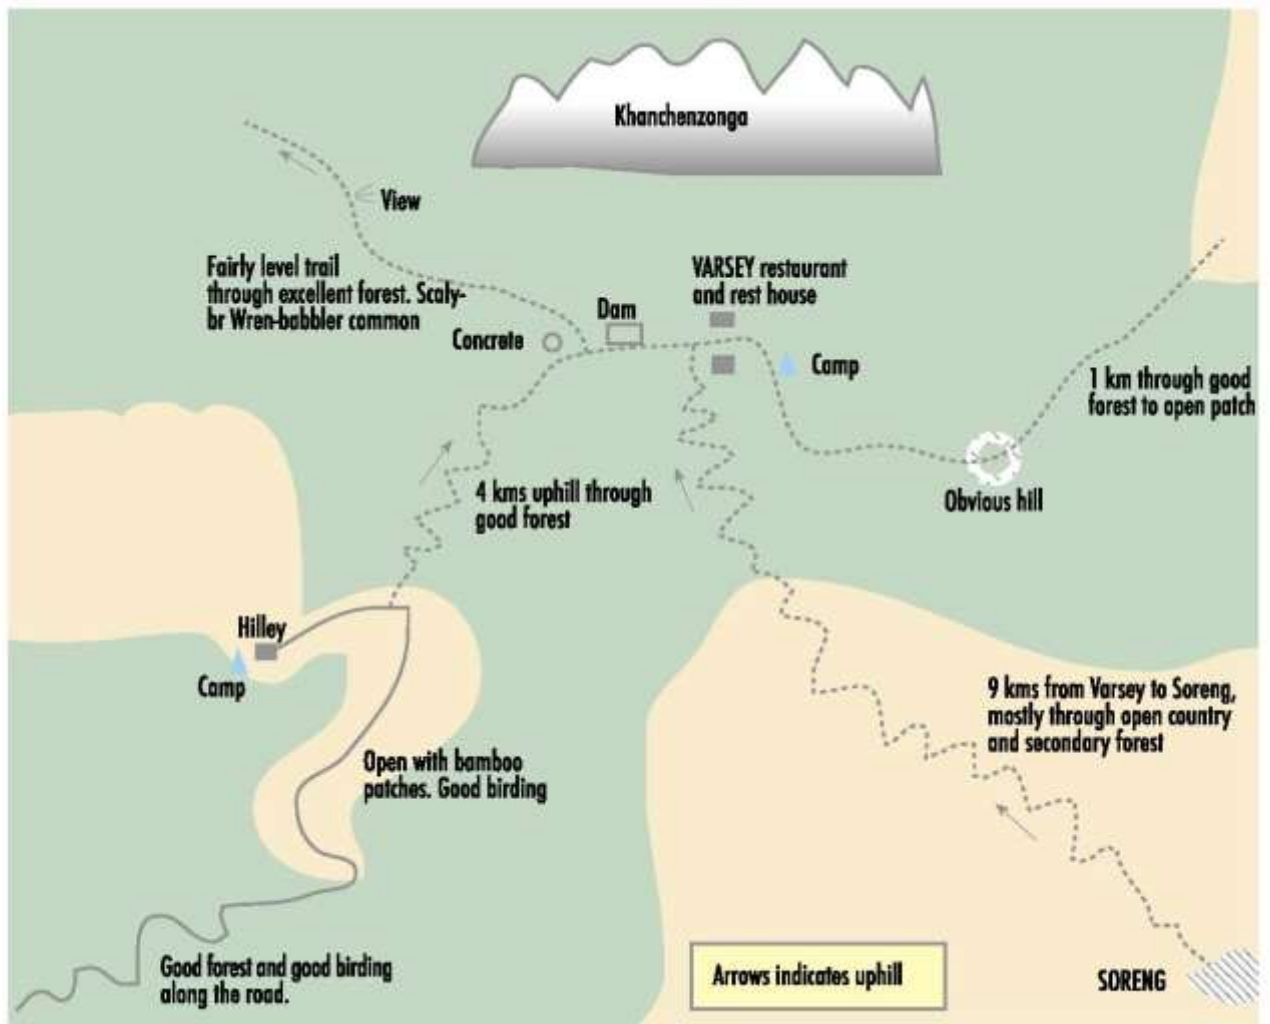 Khanchenzonga
View
Fairly level trail
through excellent forest. Scaly-
br Wren-babbler common
VARSEY restaurant
and rest house
Dam
Concrete
Camp
1 km through good
forest to open patch
4 kms uphill through
good forest
Obvious hill
Hilley
Camp
9 kms from Varsey to Soreng,
mostly through open country
and secondary forest
Open with bamboo
patches. Good birding
Good forest and good birding
along the road.
Arrows indicates uphill
SORENG